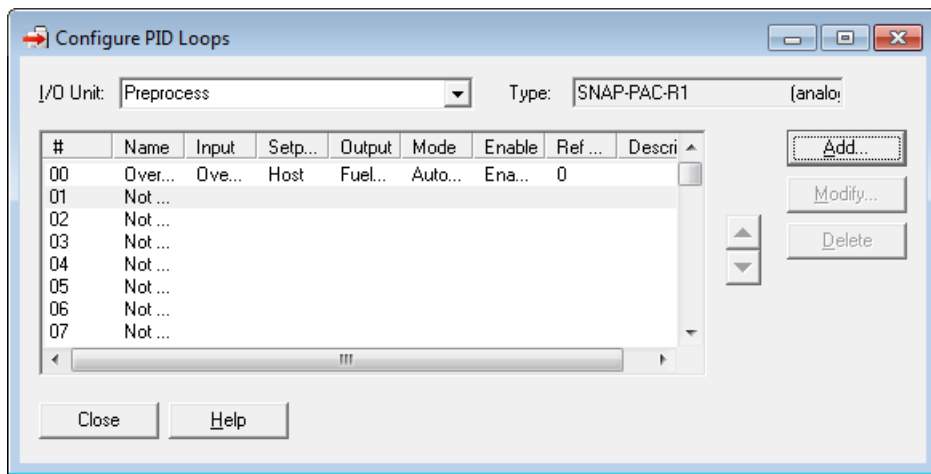 Configure PID Loops
I/O Unit: Preprocess Type: SNAP-PAC-R1 (analog
# Name Input Setp... Output Mode Enable Ref ... Descri
00 Over... Ove... Host Fuel... Auto... Ena... 0
01 Not ...
02 Not ...
03 Not ...
04 Not ...
05 Not ...
06 Not ...
07 Not ...
Add...
Modify...
Delete
Close Help